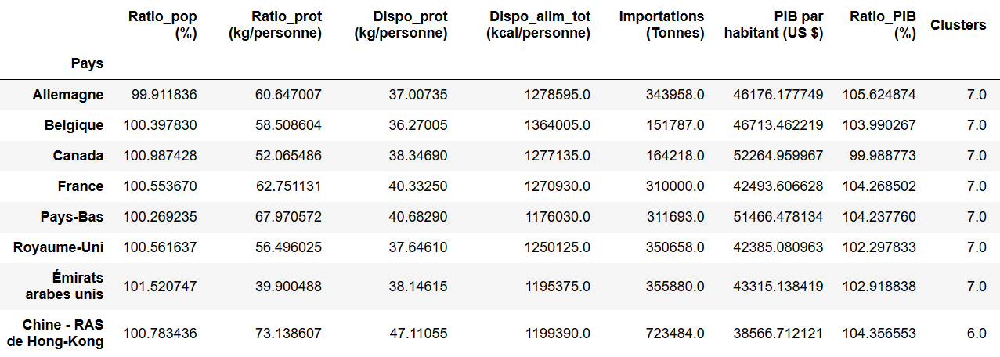 Ratio_pop (%) Ratio_prot (kg/personne) Dispo_prot (kg/personne) Dispo_alim_tot (kcal/personne) Importations (Tonnes) PIB par habitant (US $) Ratio_PIB (%) Clusters
Pays
Allemagne 99.911836 60.647007 37.00735 1278595.0 343958.0 46176.177749 105.624874 7.0
Belgique 100.397830 58.508604 36.27005 1364005.0 151787.0 46713.462219 103.990267 7.0
Canada 100.987428 52.065486 38.34690 1277135.0 164218.0 52264.959967 99.988773 7.0
France 100.553670 62.751131 40.33250 1270930.0 310000.0 42493.606628 104.268502 7.0
Pays-Bas 100.269235 67.970572 40.68290 1176030.0 311693.0 51466.478134 104.237760 7.0
Royaume-Uni 100.561637 56.496025 37.64610 1250125.0 350658.0 42385.080963 102.297833 7.0
Émirats arabes unis 101.520747 39.900488 38.14615 1195375.0 355880.0 43315.138419 102.918838 7.0
Chine - RAS de Hong-Kong 100.783436 73.138607 47.11055 1199390.0 723484.0 38566.712121 104.356553 6.0